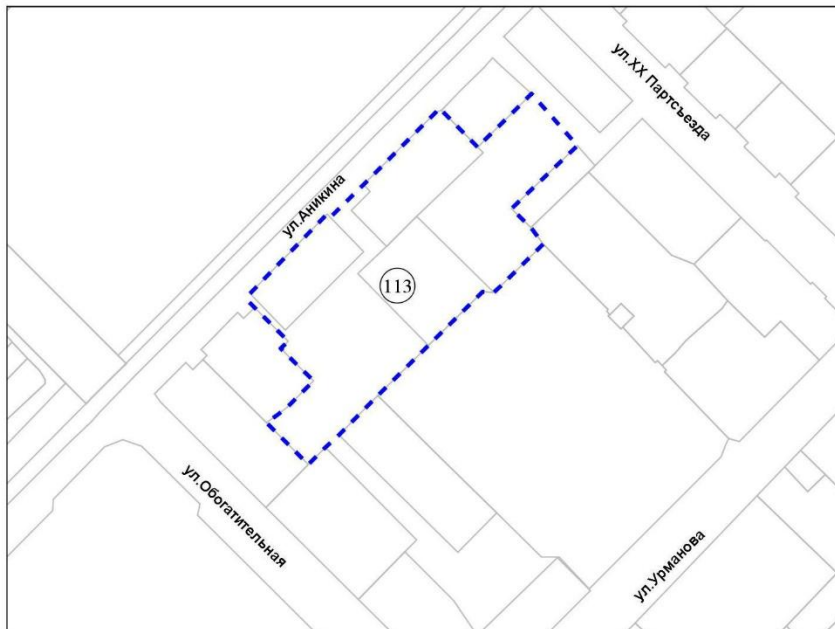 ул.XX Партсъезда
ул.Аникина
113
ул.Обогатительная
ул.Урманова